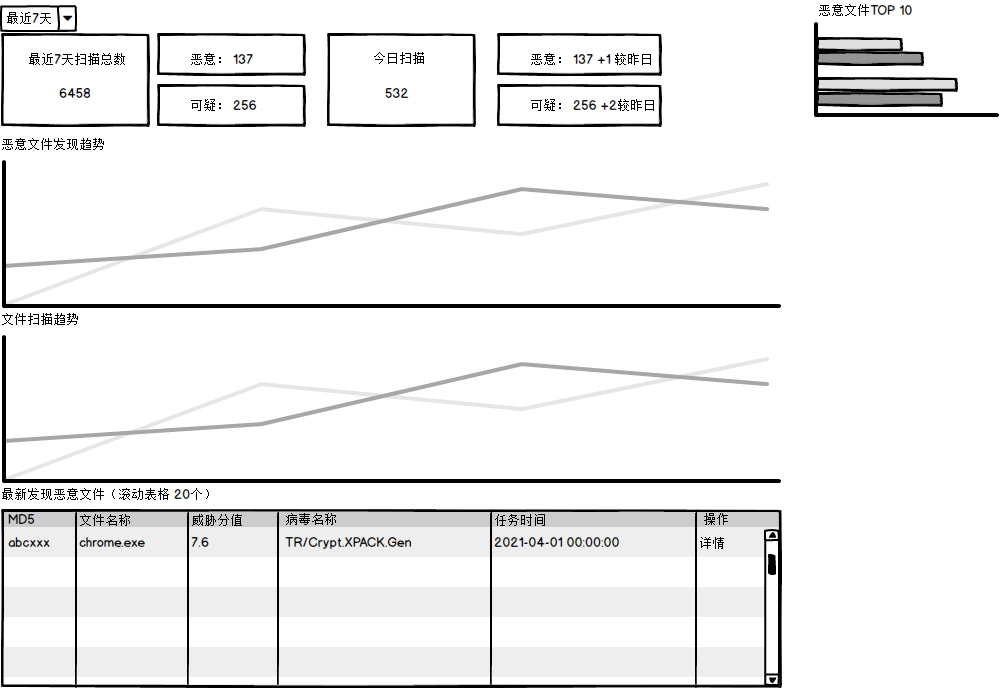 最近7天
恶意文件TOP 10
最近7天扫描总数
6458
恶意： 137
可疑： 256
今日扫描
532
恶意： 137 +1 较昨日
可疑： 256 +2较昨日
恶意文件发现趋势
文件扫描趋势
最新发现恶意文件（滚动表格 20个）
MD5 文件名称 威胁分值 病毒名称 任务时间 操作
abcxxx chrome.exe 7.6 TR/Crypt.XPACK.Gen 2021-04-01 00:00:00 详情